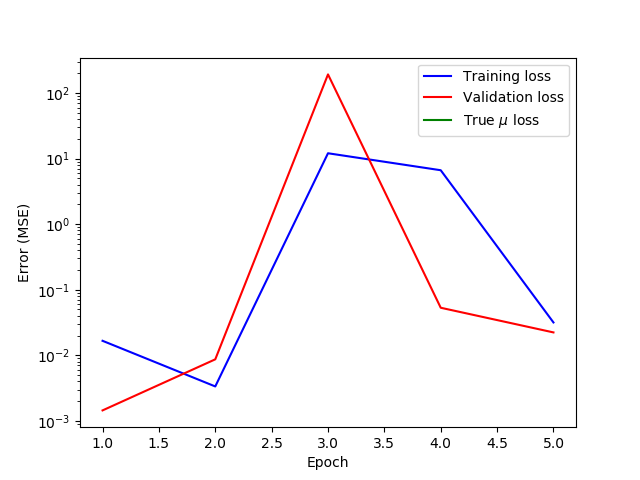 Training loss
Validation loss
True μ loss
10²
10¹
10⁰
10⁻¹
10⁻²
10⁻³
Error (MSE)
1.0 1.5 2.0 2.5 3.0 3.5 4.0 4.5 5.0
Epoch